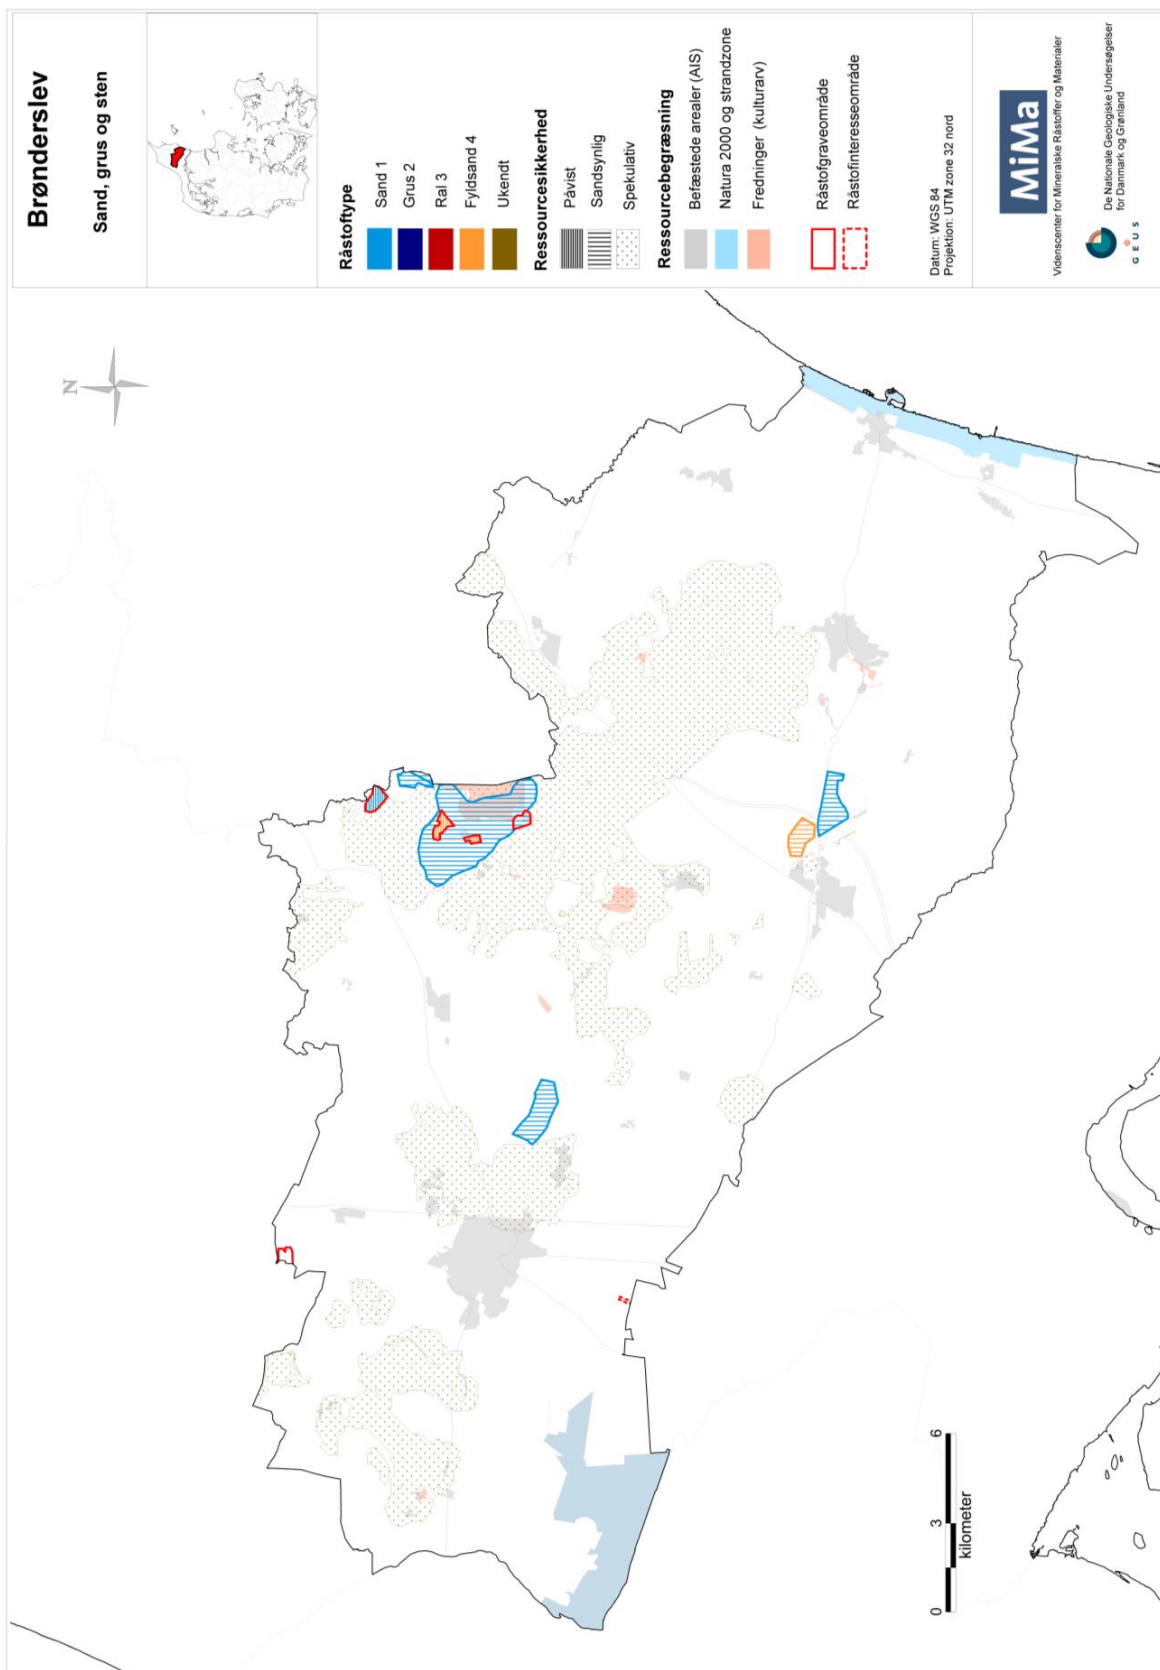 Brønderslev
Sand, grus og sten
Råstoftype
Sand 1
Grus 2
Ral 3
Fyldsand 4
Ukendt
Ressourcesikkerhed
Påvist
Sandsynlig
Spekulativ
Ressourcebegræsning
Befæstede arealer (AIS)
Natura 2000 og strandzone
Fredninger (kulturarv)
Råstofgraveområde
Råstofinteresseområde
Datum: WGS 84
Projektion: UTM zone 32 nord
MiMa
Videnscenter for Mineralske Råstoffer og Materialer
G E U S
De Nationale Geologiske Undersøgelser
for Danmark og Grønland
N
0 3 6
kilometer